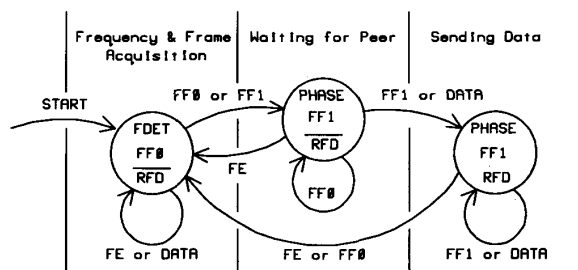 Frequency & Frame
Acquisition
Waiting for Peer
Sending Data
START
FF0 or FF1
FF1 or DATA
FDET
FF0
RFD
PHASE
FF1
RFD
PHASE
FF1
RFD
FE
FF0
FE or DATA
FE or FF0
FF1 or DATA